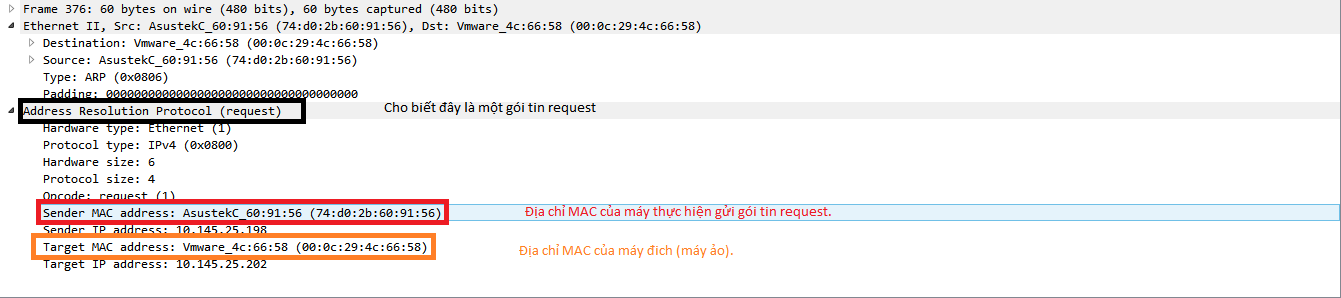 Frame 376: 60 bytes on wire (480 bits), 60 bytes captured (480 bits)
Ethernet II, Src: AsustekC_60:91:56 (74:d0:2b:60:91:56), Dst: Vmware_4c:66:58 (00:0c:29:4c:66:58)
Destination: Vmware_4c:66:58 (00:0c:29:4c:66:58)
Source: AsustekC_60:91:56 (74:d0:2b:60:91:56)
Type: ARP (0x0806)
Padding: 000000000000000000000000000000000000
Address Resolution Protocol (request) Cho biết đây là một gói tin request
Hardware type: Ethernet (1)
Protocol type: IPv4 (0x0800)
Hardware size: 6
Protocol size: 4
Opcode: request (1)
Sender MAC address: AsustekC_60:91:56 (74:d0:2b:60:91:56) Địa chỉ MAC của máy thực hiện gửi gói tin request.
Sender IP address: 10.145.25.198
Target MAC address: Vmware_4c:66:58 (00:0c:29:4c:66:58) Địa chỉ MAC của máy đich (máy ảo).
Target IP address: 10.145.25.202